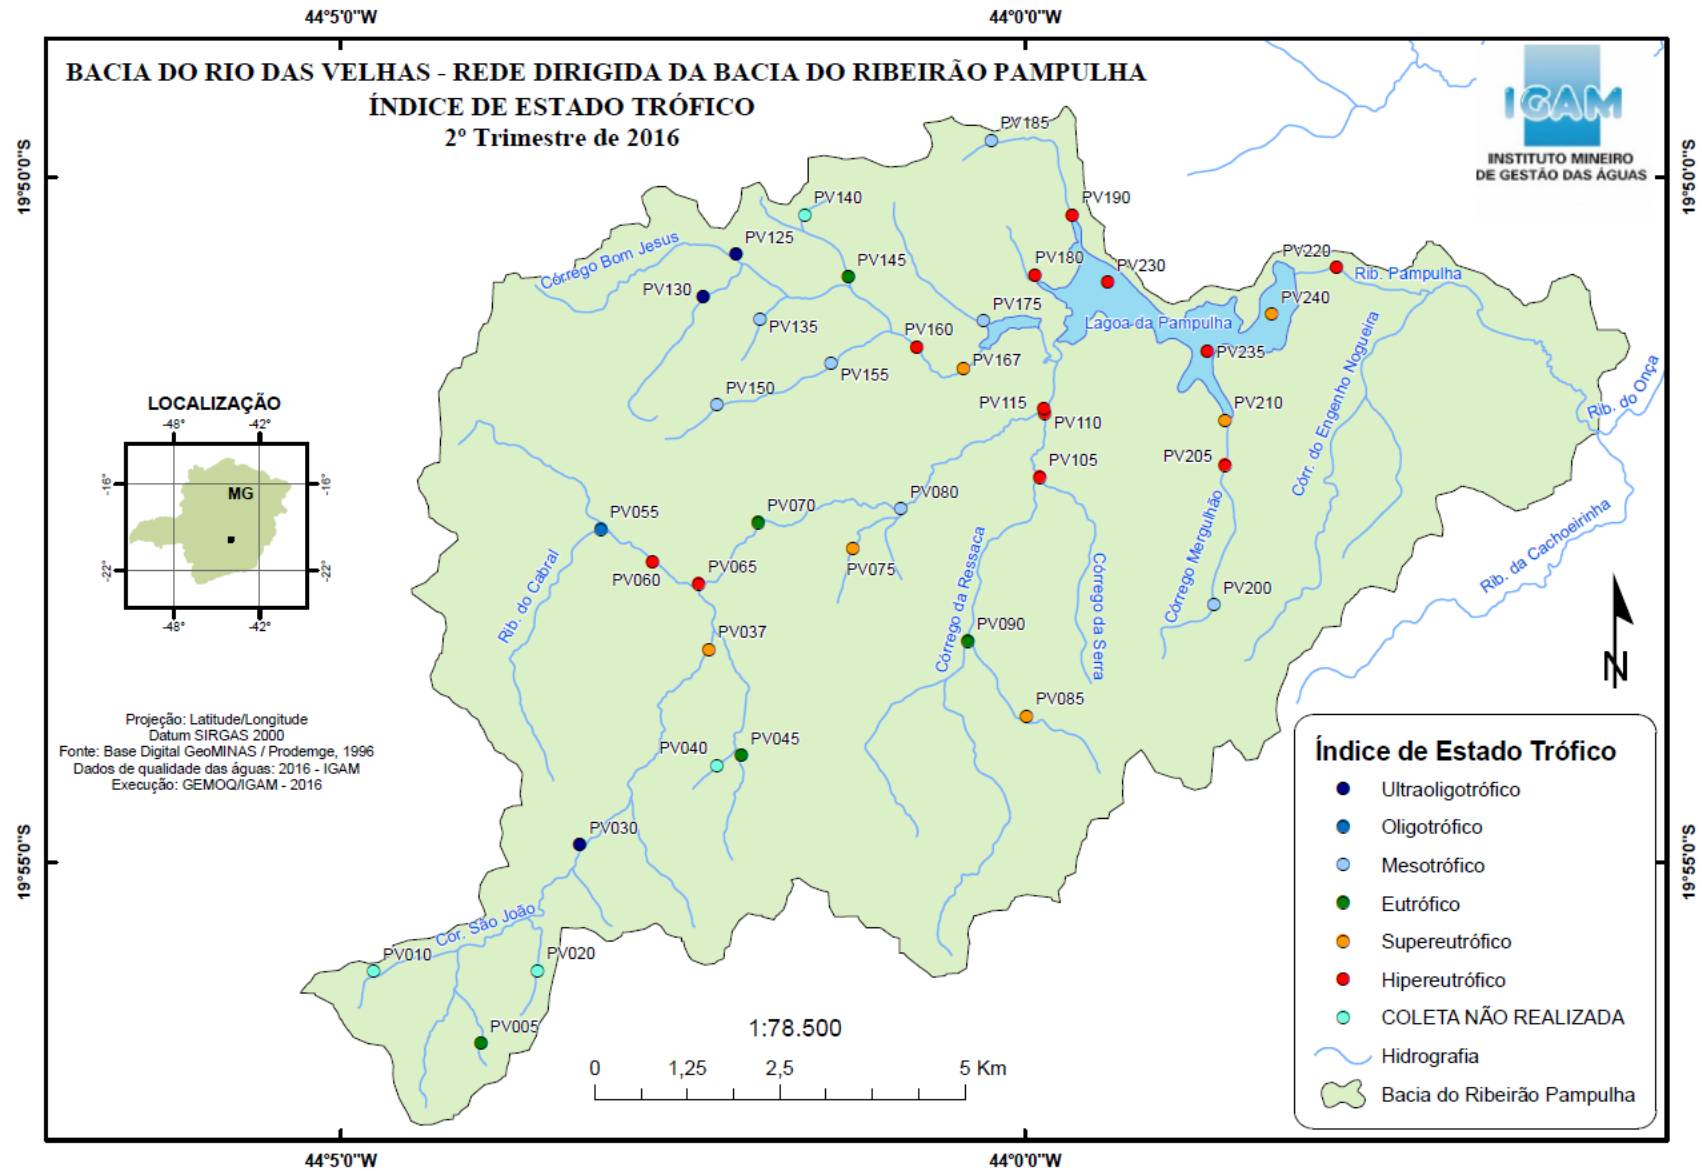 44°5'0"W
44°0'0"W
BACIA DO RIO DAS VELHAS - REDE DIRIGIDA DA BACIA DO RIBEIRÃO PAMPULHA
ÍNDICE DE ESTADO TRÓFICO
2º Trimestre de 2016
IGAM
INSTITUTO MINEIRO
DE GESTÃO DAS ÁGUAS
19°50'0"S
19°50'0"S
PV185
PV140
PV190
PV125
Córrego Bom Jesus
PV145
PV180
PV230
PV220
Rib. Pampulha
PV130
PV135
PV175
PV240
Lagoa da Pampulha
PV160
PV235
PV167
PV155
PV150
PV115
PV110
PV210
Córr. do Engenho Nogueira
Rib. do Onça
PV105
PV205
LOCALIZAÇÃO
-48°
-42°
-16°
MG
-16°
-22°
-22°
-48°
-42°
PV080
PV070
PV055
PV075
PV065
PV060
Rib. do Cabral
Córrego da Ressaca
Córrego da Serra
Córrego Mergulhão
Rib. da Cachoeirinha
PV200
PV037
PV090
N
PV085
PV040
PV045
Projeção: Latitude/Longitude
Datum SIRGAS 2000
Fonte: Base Digital GeoMINAS / Prodemge, 1996
Dados de qualidade das águas: 2016 - IGAM
Execução: GEMOQ/IGAM - 2016
PV030
19°55'0"S
19°55'0"S
Cor. São João
PV010
PV020
PV005
1:78.500
0
1,25
2,5
5 Km
Índice de Estado Trófico
Ultraoligotrófico
Oligotrófico
Mesotrófico
Eutrófico
Supereutrófico
Hipereutrófico
COLETA NÃO REALIZADA
Hidrografia
Bacia do Ribeirão Pampulha
44°5'0"W
44°0'0"W